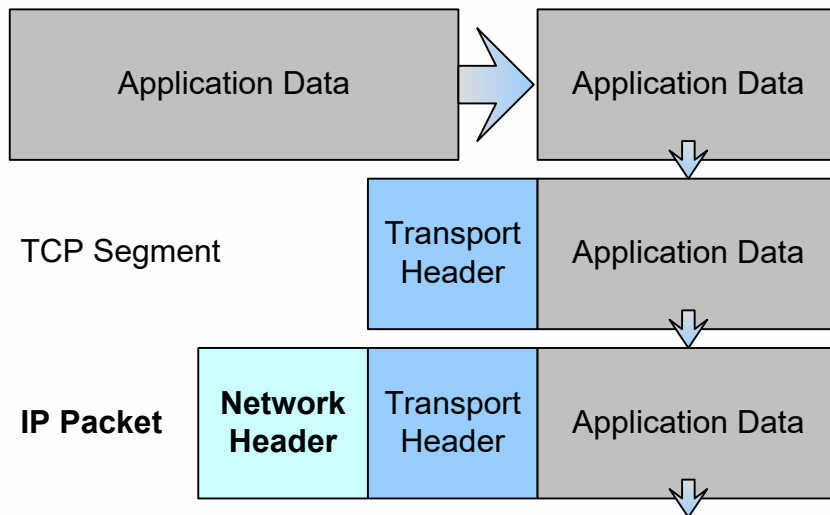 Application Data
Application Data
TCP Segment
Transport
Header
Application Data
IP Packet
Network
Header
Transport
Header
Application Data